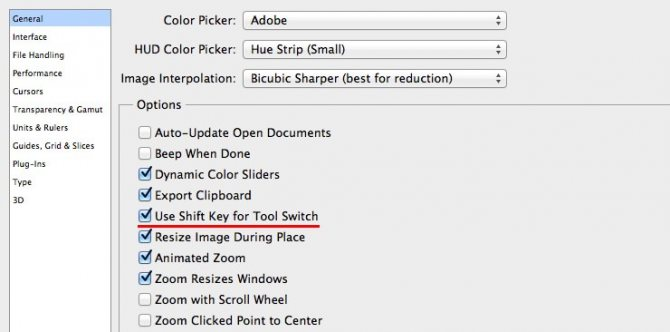 General
Interface
File Handling
Performance
Cursors
Transparency & Gamut
Units & Rulers
Guides, Grid & Slices
Plug-Ins
Type
3D
Color Picker: Adobe
HUD Color Picker: Hue Strip (Small)
Image Interpolation: Bicubic Sharper (best for reduction)
Options
Auto-Update Open Documents
Beep When Done
Dynamic Color Sliders
Export Clipboard
Use Shift Key for Tool Switch
Resize Image During Place
Animated Zoom
Zoom Resizes Windows
Zoom with Scroll Wheel
Zoom Clicked Point to Center